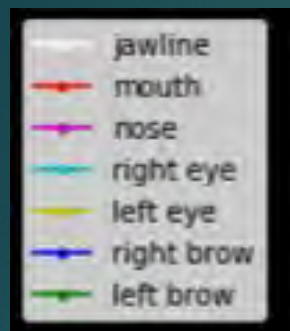 jawline
mouth
nose
right eye
left eye
right brow
left brow